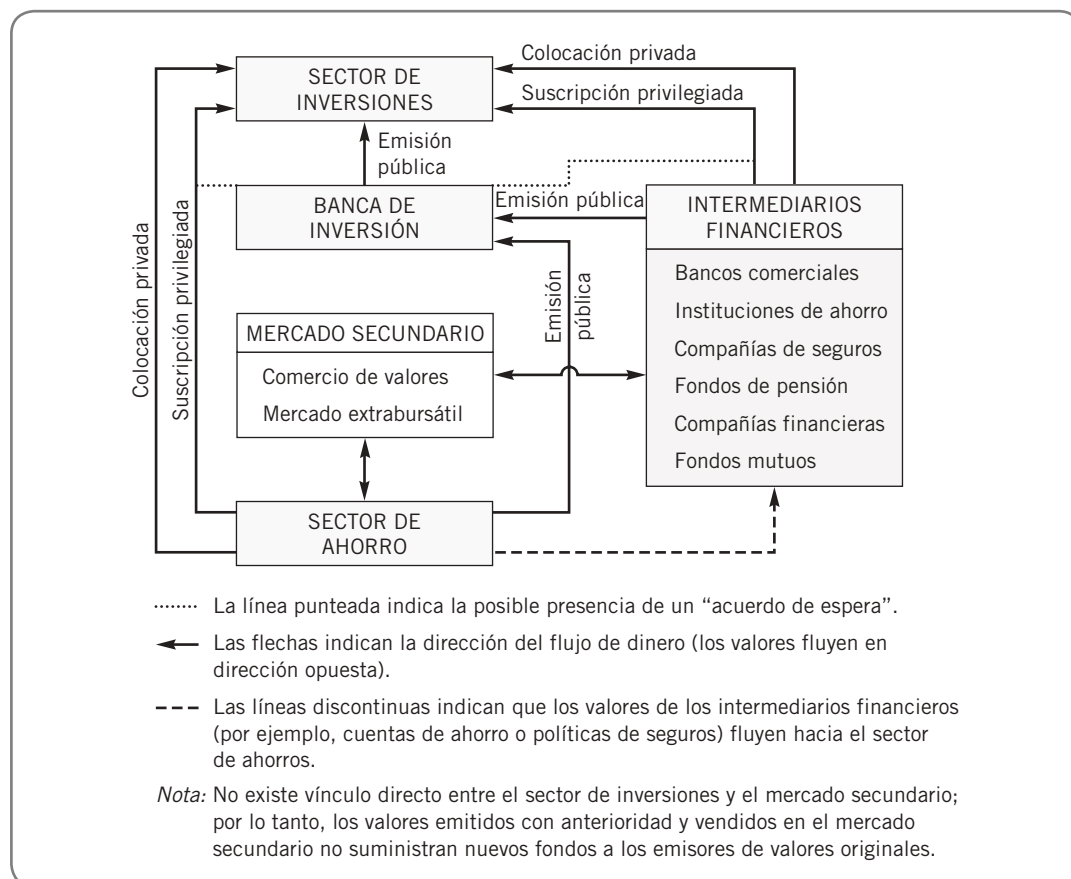 Colocación privada
SECTOR DE
INVERSIONES
Suscripción privilegiada
Emisión
pública
BANCA DE
INVERSIÓN
Emisión pública
INTERMEDIARIOS
FINANCIEROS
Bancos comerciales
Instituciones de ahorro
Compañías de seguros
Fondos de pensión
Compañías financieras
Fondos mutuos
Colocación privada
Suscripción privilegiada
Emisión
pública
MERCADO SECUNDARIO
Comercio de valores
Mercado extrabursátil
SECTOR DE
AHORRO
La línea punteada indica la posible presencia de un “acuerdo de espera”.
Las flechas indican la dirección del flujo de dinero (los valores fluyen en
dirección opuesta).
Las líneas discontinuas indican que los valores de los intermediarios financieros
(por ejemplo, cuentas de ahorro o políticas de seguros) fluyen hacia el sector
de ahorros.
Nota: No existe vínculo directo entre el sector de inversiones y el mercado secundario;
por lo tanto, los valores emitidos con anterioridad y vendidos en el mercado
secundario no suministran nuevos fondos a los emisores de valores originales.